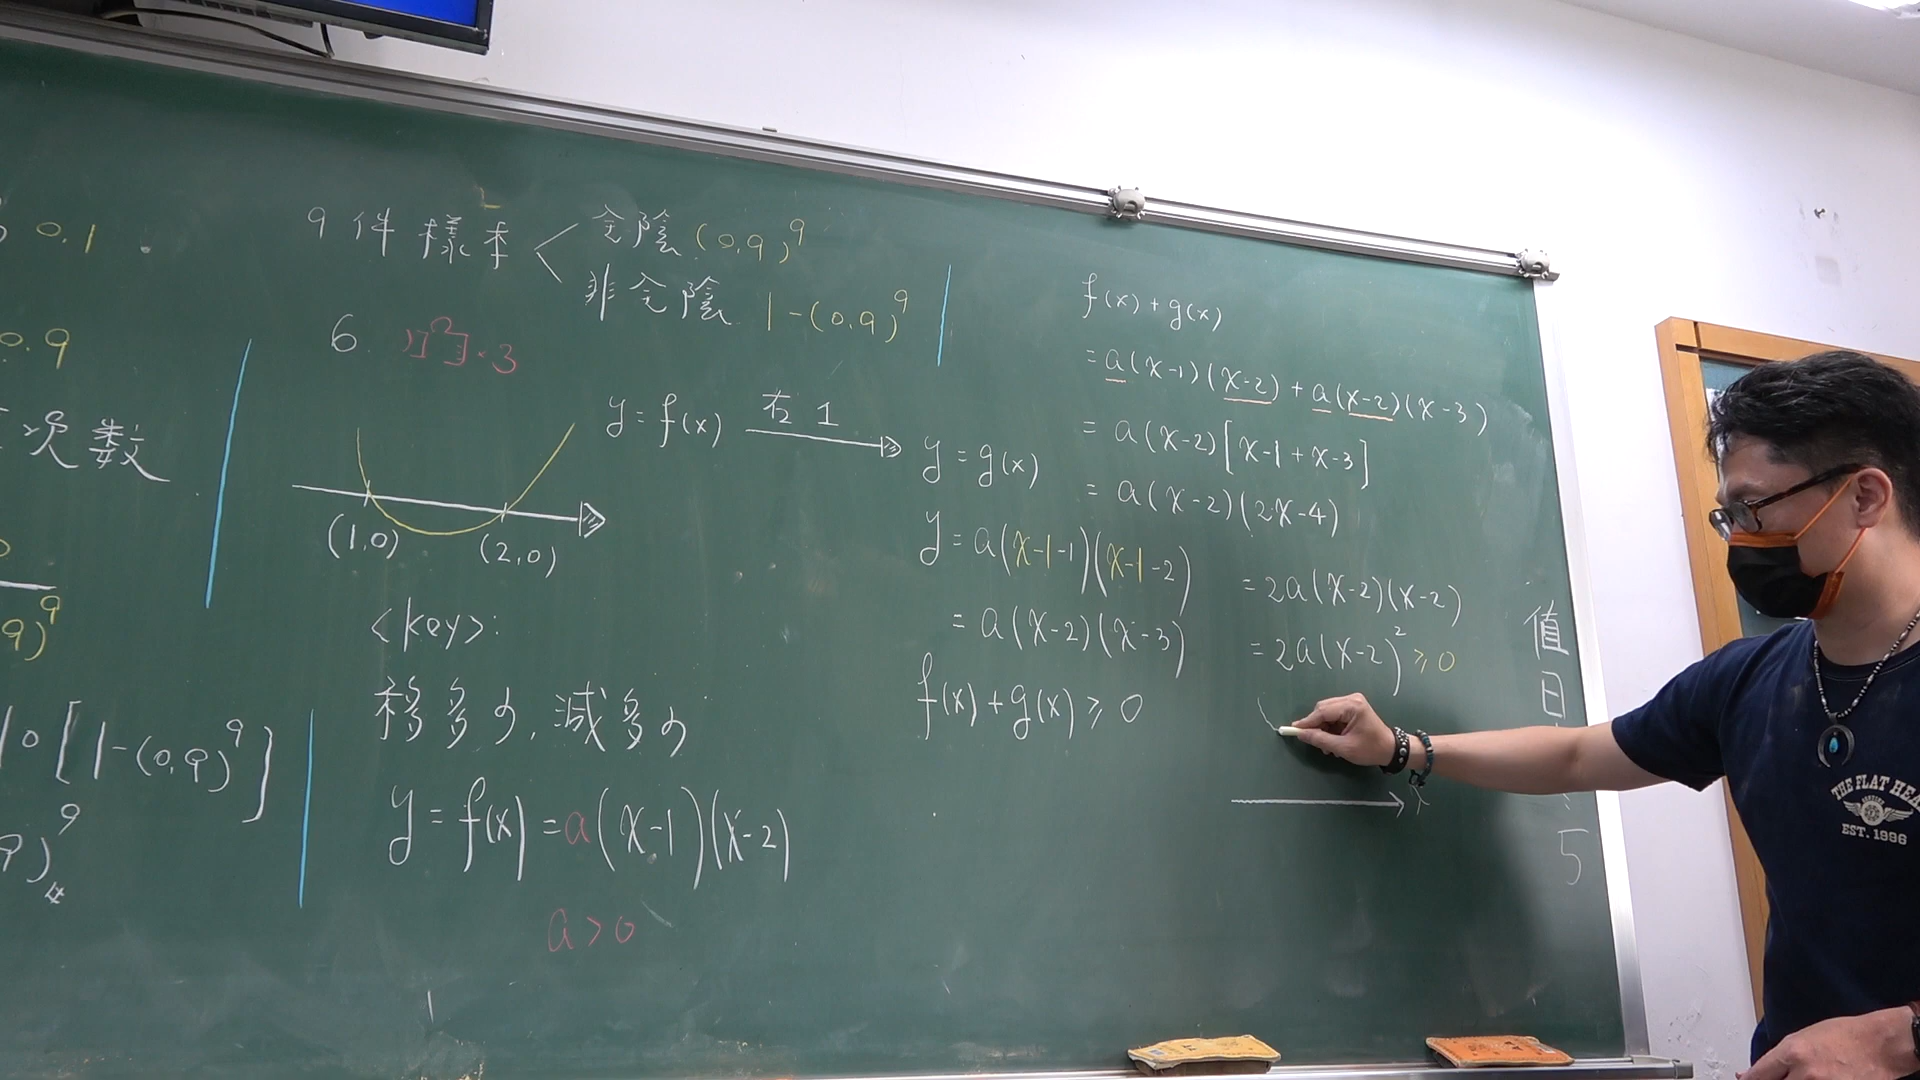 0.1
0.9
次數
9)⁹
10[1-(0.9)⁹]
9
9件樣本
全陰(0.9)⁹
非全陰 1-(0.9)⁹
6.
×3
(1,0)
(2,0)
y=f(x) 右1
y=g(x)
<key>:
移多少,減多少
y=f(x)=a(x-1)(x-2)
a>0
y=a(x-1-1)(x-1-2)
=a(x-2)(x-3)
f(x)+g(x)≥0
f(x)+g(x)
=a(x-1)(x-2)+a(x-2)(x-3)
=a(x-2)[x-1+x-3]
=a(x-2)(2x-4)
=2a(x-2)(x-2)
=2a(x-2)²≥0
x
值日
5
THE FLAT HEA
EST. 1996